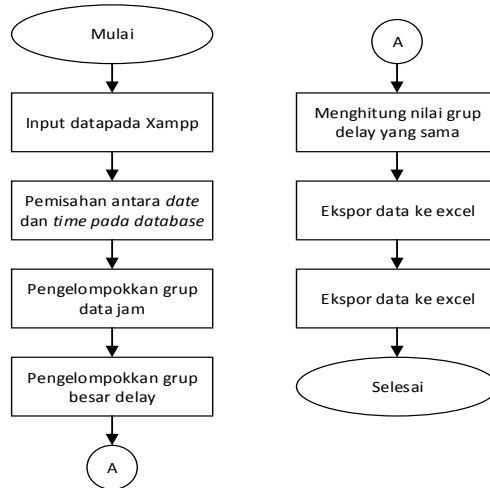 Mulai
Input datapada Xampp
Pemisahan antara date
dan time pada database
Pengelompokkan grup
data jam
Pengelompokkan grup
besar delay
A
A
Menghitung nilai grup
delay yang sama
Ekspor data ke excel
Ekspor data ke excel
Selesai